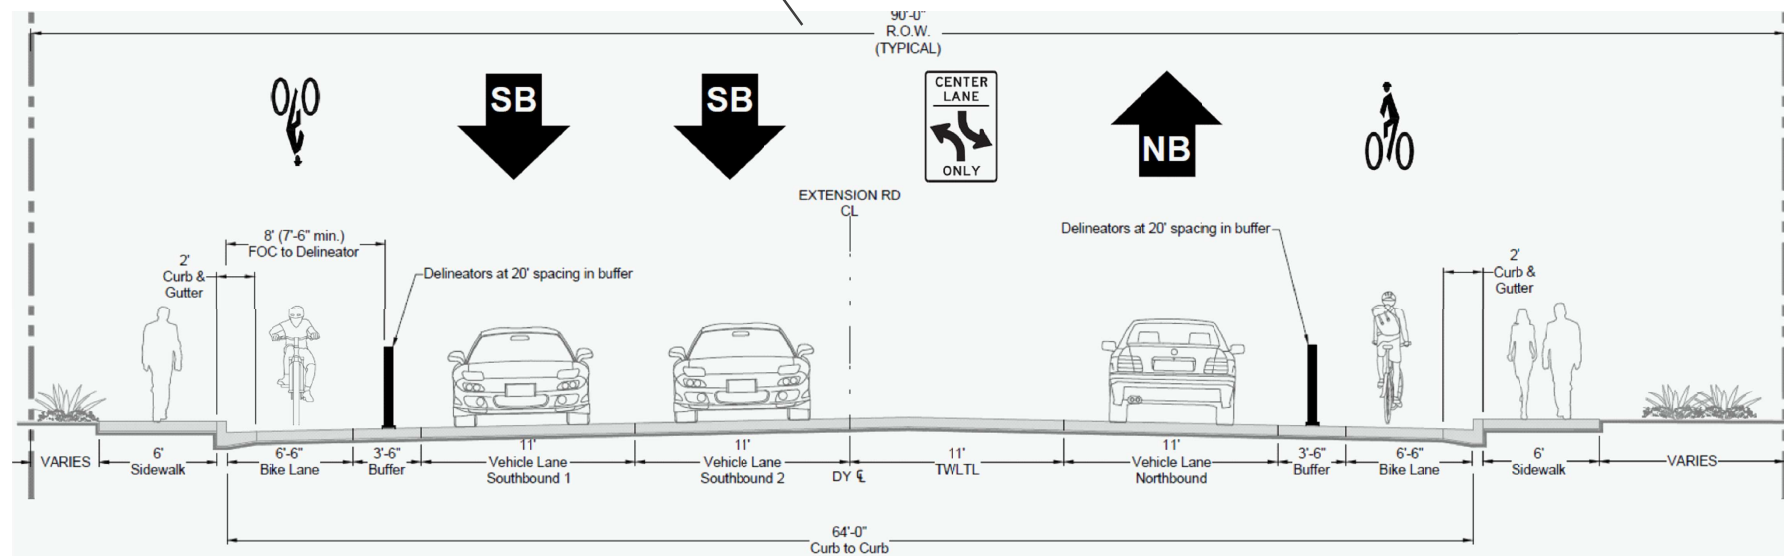 90'-0"
R.O.W.
(TYPICAL)
SB
SB
CENTER
LANE
ONLY
NB
EXTENSION RD
CL
8' (7'-6" min.)
FOC to Delineator
2'
Curb &
Gutter
Delineators at 20' spacing in buffer
Delineators at 20' spacing in buffer
2'
Curb &
Gutter
VARIES
6'
Sidewalk
6'-6"
Bike Lane
3'-6"
Buffer
11'
Vehicle Lane
Southbound 1
11'
Vehicle Lane
Southbound 2
DY ℄
11'
TWLTL
11'
Vehicle Lane
Northbound
3'-6"
Buffer
6'-6"
Bike Lane
6'
Sidewalk
VARIES
64'-0"
Curb to Curb